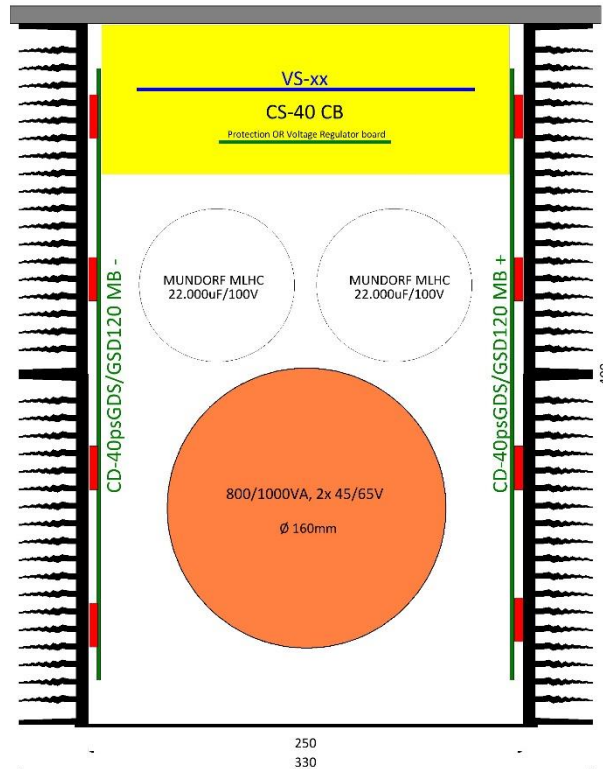 VS-xx
CS-40 CB
Protection OR Voltage Regulator board
MUNDORF MLHC
22.000uF/100V
MUNDORF MLHC
22.000uF/100V
CD-40psGDS/GSD120 MB -
CD-40psGDS/GSD120 MB +
800/1000VA, 2x 45/65V
Ø 160mm
250
330